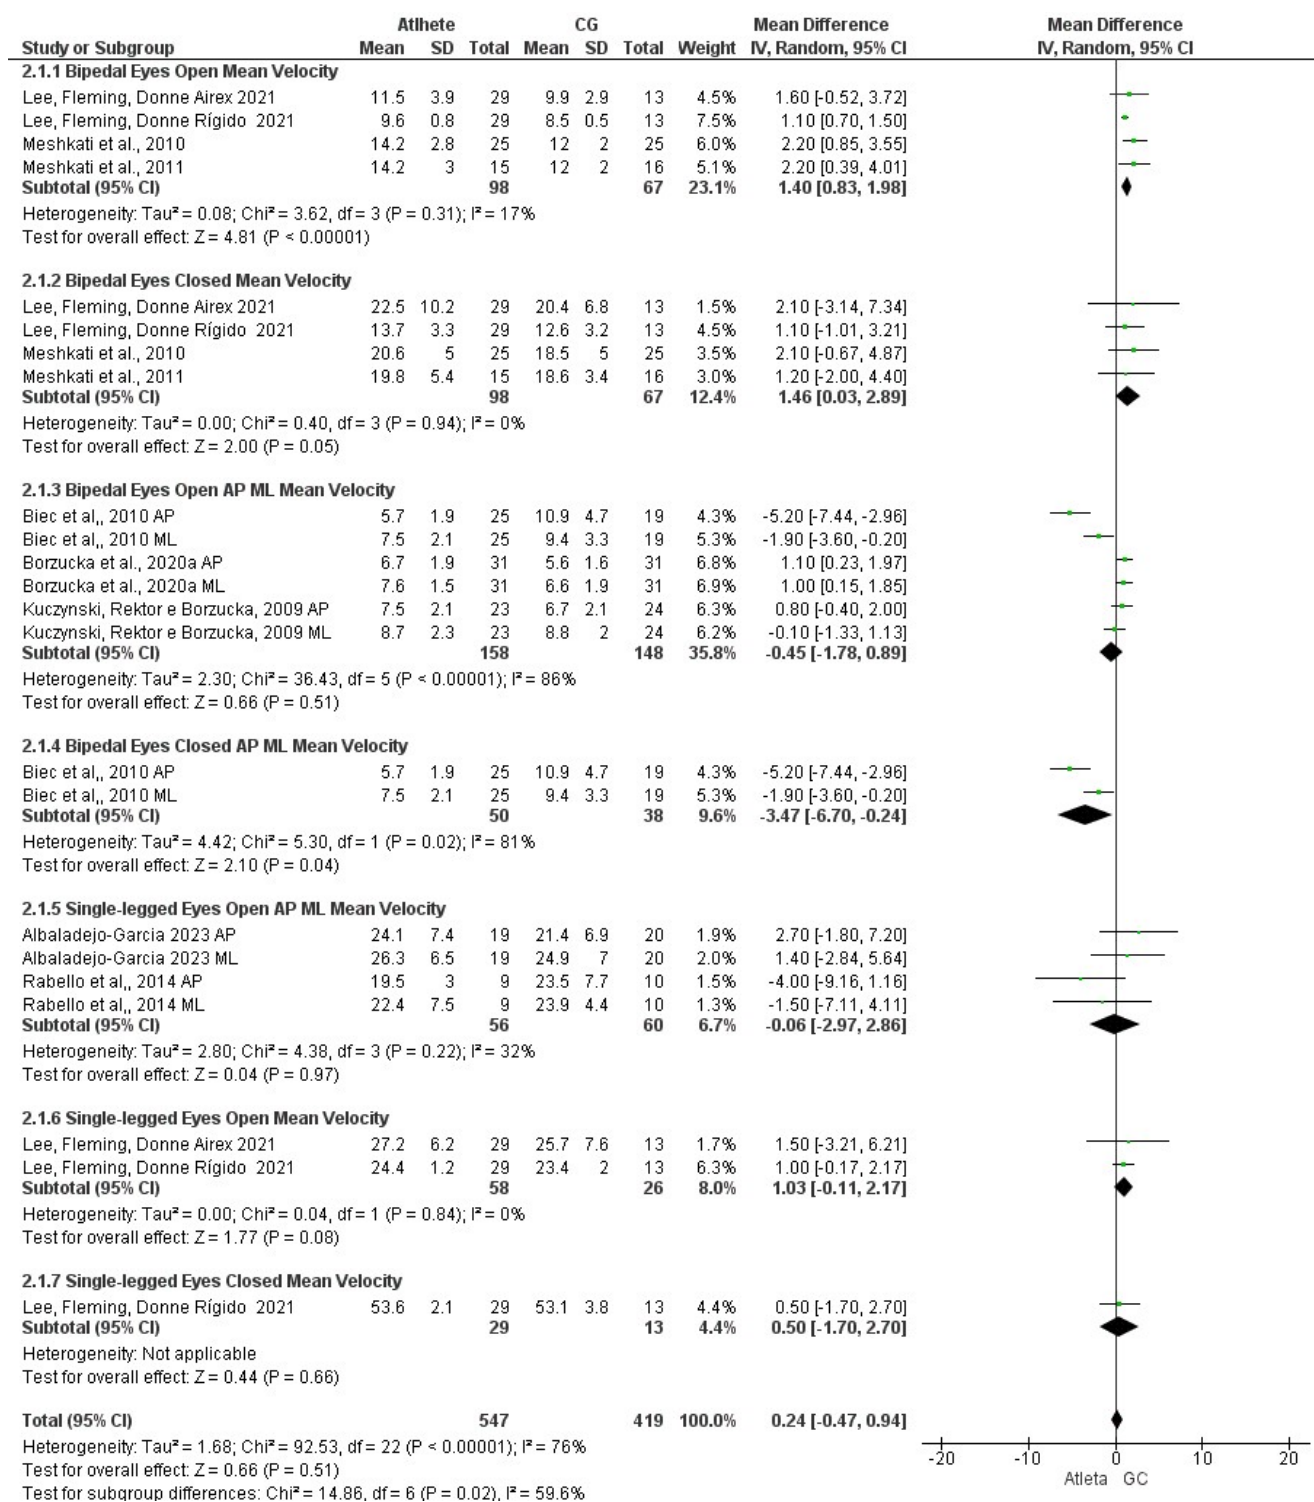 Atlhete CG Mean Difference Mean Difference
Study or Subgroup Mean SD Total Mean SD Total Weight IV, Random, 95% CI IV, Random, 95% CI
2.1.1 Bipedal Eyes Open Mean Velocity
Lee, Fleming, Donne Airex 2021 11.5 3.9 29 9.9 2.9 13 4.5% 1.60 [-0.52, 3.72]
Lee, Fleming, Donne Rígido 2021 9.6 0.8 29 8.5 0.5 13 7.5% 1.10 [0.70, 1.50]
Meshkati et al., 2010 14.2 2.8 25 12 2 25 6.0% 2.20 [0.85, 3.55]
Meshkati et al., 2011 14.2 3 15 12 2 16 5.1% 2.20 [0.39, 4.01]
Subtotal (95% CI) 98 67 23.1% 1.40 [0.83, 1.98]
Heterogeneity: Tau² = 0.08; Chi² = 3.62, df = 3 (P = 0.31); I² = 17%
Test for overall effect: Z = 4.81 (P < 0.00001)
2.1.2 Bipedal Eyes Closed Mean Velocity
Lee, Fleming, Donne Airex 2021 22.5 10.2 29 20.4 6.8 13 1.5% 2.10 [-3.14, 7.34]
Lee, Fleming, Donne Rígido 2021 13.7 3.3 29 12.6 3.2 13 4.5% 1.10 [-1.01, 3.21]
Meshkati et al., 2010 20.6 5 25 18.5 5 25 3.5% 2.10 [-0.67, 4.87]
Meshkati et al., 2011 19.8 5.4 15 18.6 3.4 16 3.0% 1.20 [-2.00, 4.40]
Subtotal (95% CI) 98 67 12.4% 1.46 [0.03, 2.89]
Heterogeneity: Tau² = 0.00; Chi² = 0.40, df = 3 (P = 0.94); I² = 0%
Test for overall effect: Z = 2.00 (P = 0.05)
2.1.3 Bipedal Eyes Open AP ML Mean Velocity
Biec et al,, 2010 AP 5.7 1.9 25 10.9 4.7 19 4.3% -5.20 [-7.44, -2.96]
Biec et al,, 2010 ML 7.5 2.1 25 9.4 3.3 19 5.3% -1.90 [-3.60, -0.20]
Borzucka et al., 2020a AP 6.7 1.9 31 5.6 1.6 31 6.8% 1.10 [0.23, 1.97]
Borzucka et al., 2020a ML 7.6 1.5 31 6.6 1.9 31 6.9% 1.00 [0.15, 1.85]
Kuczynski, Rektor e Borzucka, 2009 AP 7.5 2.1 23 6.7 2.1 24 6.3% 0.80 [-0.40, 2.00]
Kuczynski, Rektor e Borzucka, 2009 ML 8.7 2.3 23 8.8 2 24 6.2% -0.10 [-1.33, 1.13]
Subtotal (95% CI) 158 148 35.8% -0.45 [-1.78, 0.89]
Heterogeneity: Tau² = 2.30; Chi² = 36.43, df = 5 (P < 0.00001); I² = 86%
Test for overall effect: Z = 0.66 (P = 0.51)
2.1.4 Bipedal Eyes Closed AP ML Mean Velocity
Biec et al,, 2010 AP 5.7 1.9 25 10.9 4.7 19 4.3% -5.20 [-7.44, -2.96]
Biec et al,, 2010 ML 7.5 2.1 25 9.4 3.3 19 5.3% -1.90 [-3.60, -0.20]
Subtotal (95% CI) 50 38 9.6% -3.47 [-6.70, -0.24]
Heterogeneity: Tau² = 4.42; Chi² = 5.30, df = 1 (P = 0.02); I² = 81%
Test for overall effect: Z = 2.10 (P = 0.04)
2.1.5 Single-legged Eyes Open AP ML Mean Velocity
Albaladejo-Garcia 2023 AP 24.1 7.4 19 21.4 6.9 20 1.9% 2.70 [-1.80, 7.20]
Albaladejo-Garcia 2023 ML 26.3 6.5 19 24.9 7 20 2.0% 1.40 [-2.84, 5.64]
Rabello et al,, 2014 AP 19.5 3 9 23.5 7.7 10 1.5% -4.00 [-9.16, 1.16]
Rabello et al,, 2014 ML 22.4 7.5 9 23.9 4.4 10 1.3% -1.50 [-7.11, 4.11]
Subtotal (95% CI) 56 60 6.7% -0.06 [-2.97, 2.86]
Heterogeneity: Tau² = 2.80; Chi² = 4.38, df = 3 (P = 0.22); I² = 32%
Test for overall effect: Z = 0.04 (P = 0.97)
2.1.6 Single-legged Eyes Open Mean Velocity
Lee, Fleming, Donne Airex 2021 27.2 6.2 29 25.7 7.6 13 1.7% 1.50 [-3.21, 6.21]
Lee, Fleming, Donne Rígido 2021 24.4 1.2 29 23.4 2 13 6.3% 1.00 [-0.17, 2.17]
Subtotal (95% CI) 58 26 8.0% 1.03 [-0.11, 2.17]
Heterogeneity: Tau² = 0.00; Chi² = 0.04, df = 1 (P = 0.84); I² = 0%
Test for overall effect: Z = 1.77 (P = 0.08)
2.1.7 Single-legged Eyes Closed Mean Velocity
Lee, Fleming, Donne Rígido 2021 53.6 2.1 29 53.1 3.8 13 4.4% 0.50 [-1.70, 2.70]
Subtotal (95% CI) 29 13 4.4% 0.50 [-1.70, 2.70]
Heterogeneity: Not applicable
Test for overall effect: Z = 0.44 (P = 0.66)
Total (95% CI) 547 419 100.0% 0.24 [-0.47, 0.94]
Heterogeneity: Tau² = 1.68; Chi² = 92.53, df = 22 (P < 0.00001); I² = 76%
Test for overall effect: Z = 0.66 (P = 0.51)
Test for subgroup differences: Chi² = 14.86, df = 6 (P = 0.02), I² = 59.6%
-20 -10 0 10 20
Atleta GC